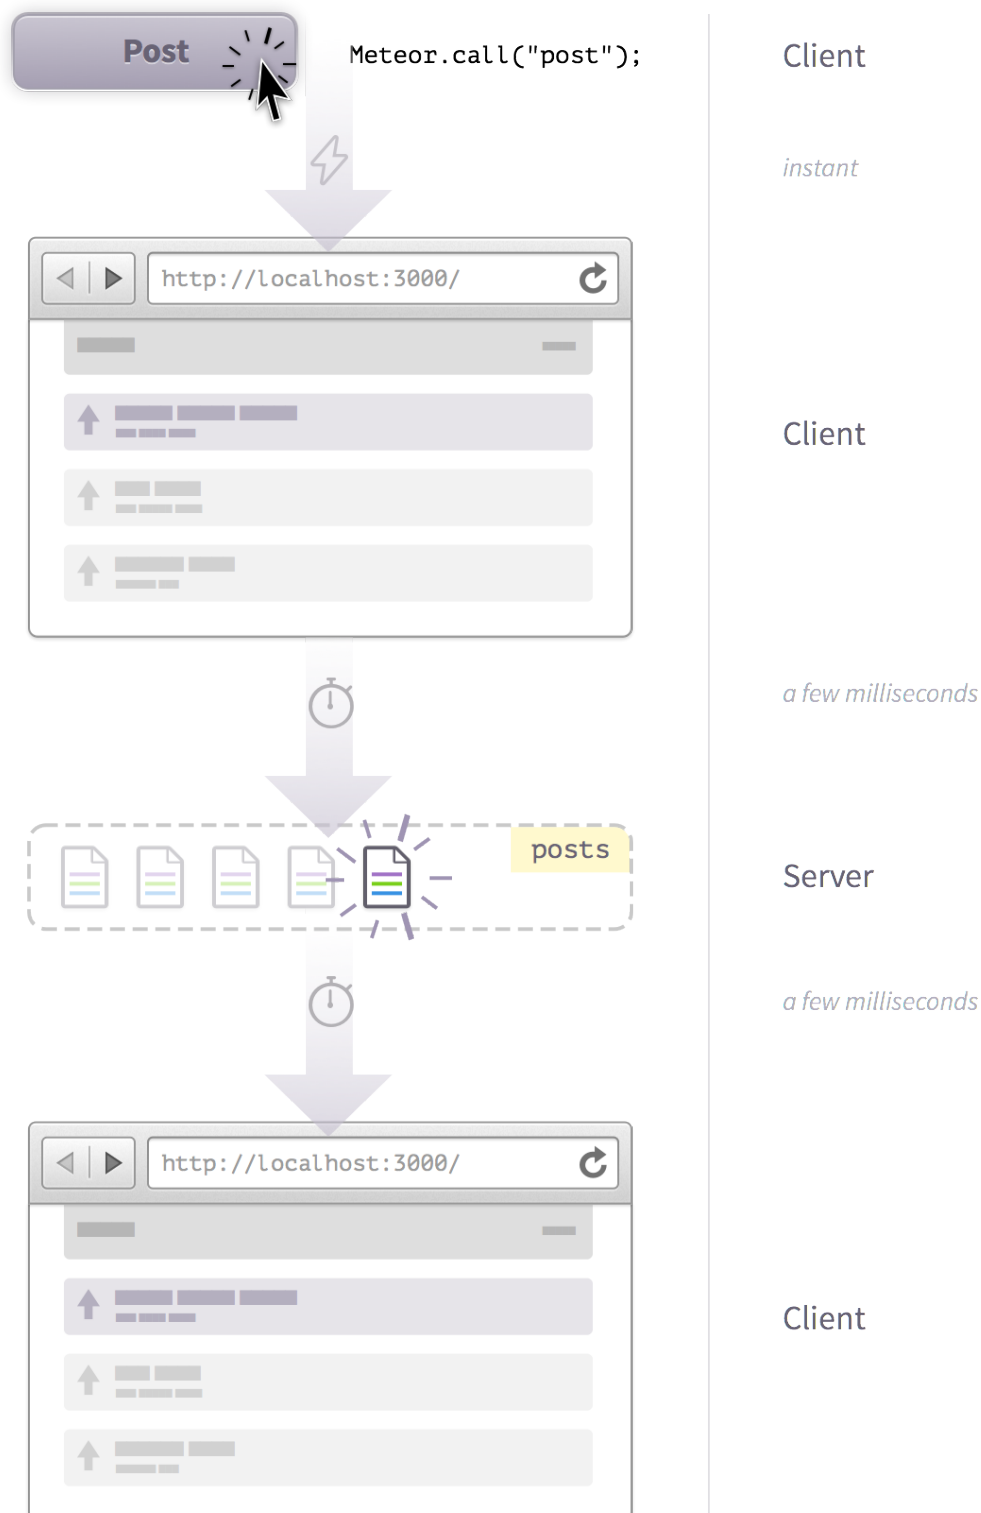 Post
Meteor.call("post");
Client
instant
http://localhost:3000/
Client
a few milliseconds
posts
Server
a few milliseconds
http://localhost:3000/
Client